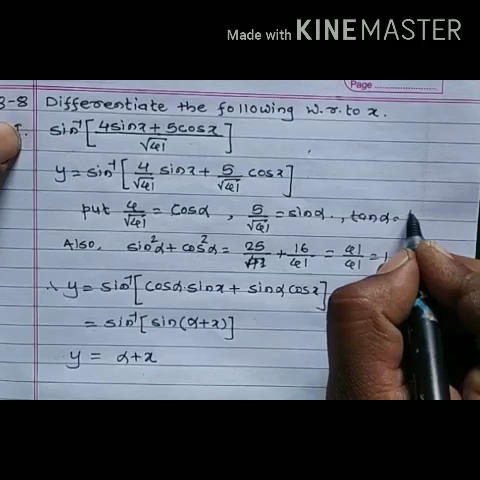 Made with KINEMASTER
Page
3-8 Differentiate the following w.r.to x.
I. sin⁻¹[4sinx + 5cosx / √41]
y = sin⁻¹[4/√41 sinx + 5/√41 cosx]
put 4/√41 = cosα, 5/√41 = sinα., tanα=
Also, sin²α + cos²α = 25/ + 16/41 = 41/41 = 1
∴ y = sin⁻¹[cosα.sinx + sinα cosx]
= sin⁻¹[sin(α+x)]
y = α+x